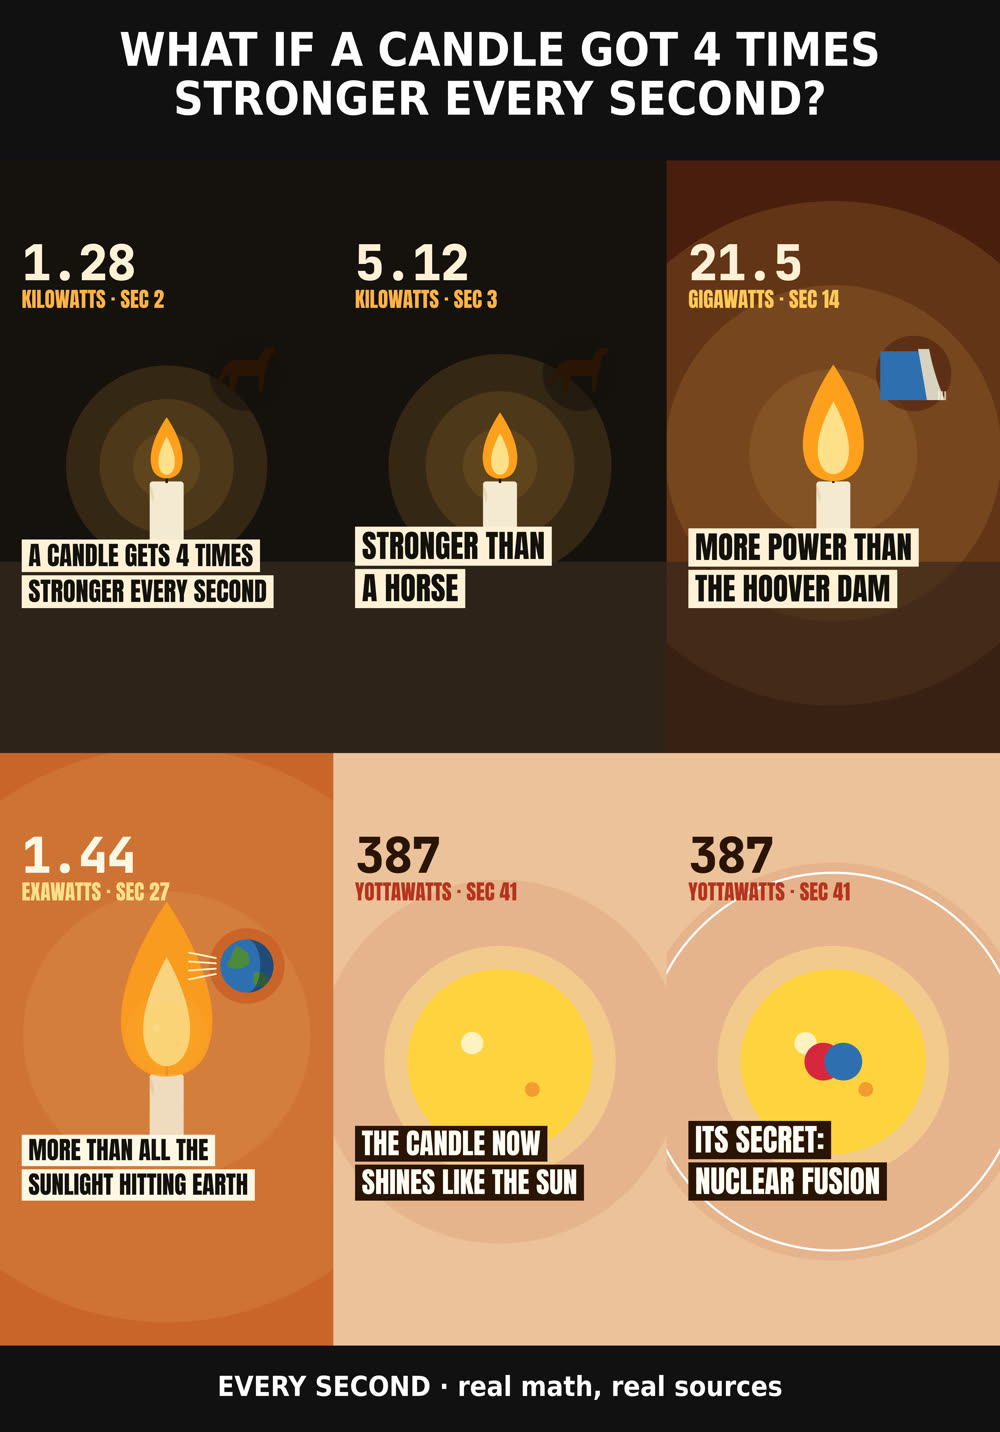 WHAT IF A CANDLE GOT 4 TIMES
STRONGER EVERY SECOND?
1.28
KILOWATTS · SEC 2
A CANDLE GETS 4 TIMES
STRONGER EVERY SECOND
5.12
KILOWATTS · SEC 3
STRONGER THAN
A HORSE
21.5
GIGAWATTS · SEC 14
MORE POWER THAN
THE HOOVER DAM
1.44
EXAWATTS · SEC 27
MORE THAN ALL THE
SUNLIGHT HITTING EARTH
387
YOTTAWATTS · SEC 41
THE CANDLE NOW
SHINES LIKE THE SUN
387
YOTTAWATTS · SEC 41
ITS SECRET:
NUCLEAR FUSION
EVERY SECOND · real math, real sources